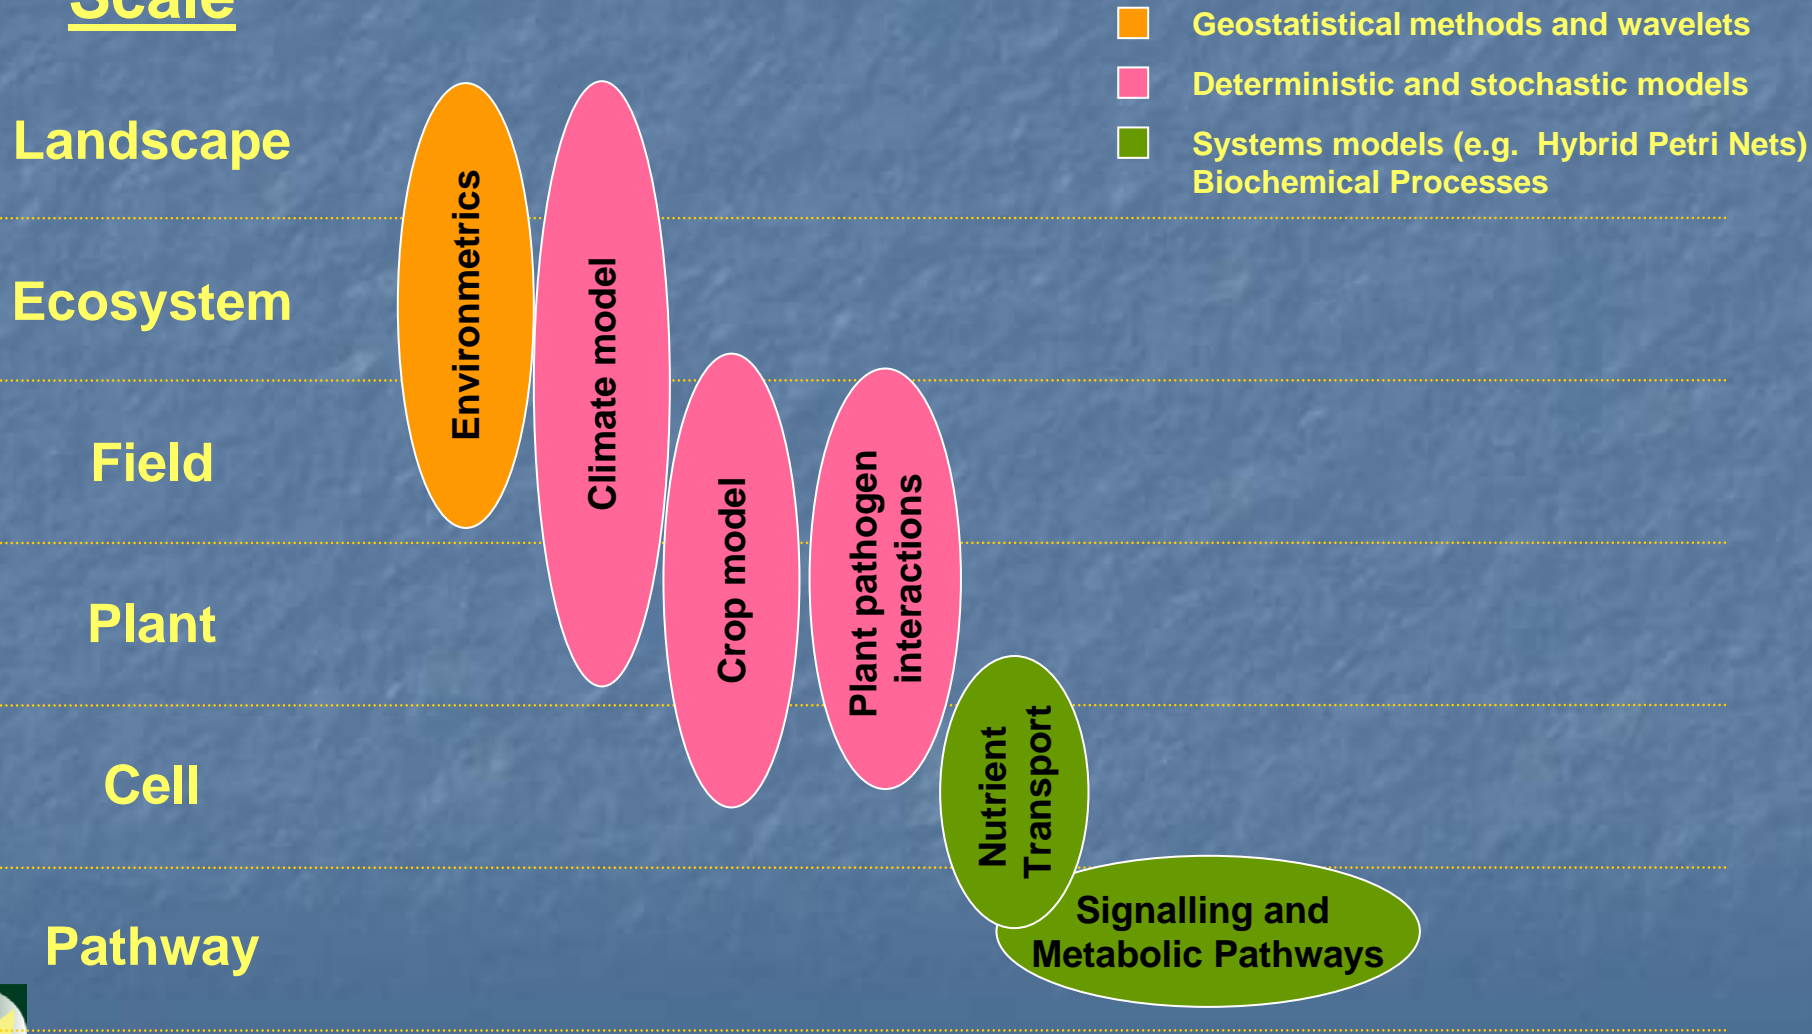 Scale
Geostatistical methods and wavelets
Deterministic and stochastic models
Systems models (e.g.  Hybrid Petri Nets)
Biochemical Processes
Landscape
Ecosystem
Field
Plant
Cell
Pathway
Environmetrics
Climate model
Crop model
Plant pathogen
interactions
Nutrient
Transport
Signalling and
Metabolic Pathways